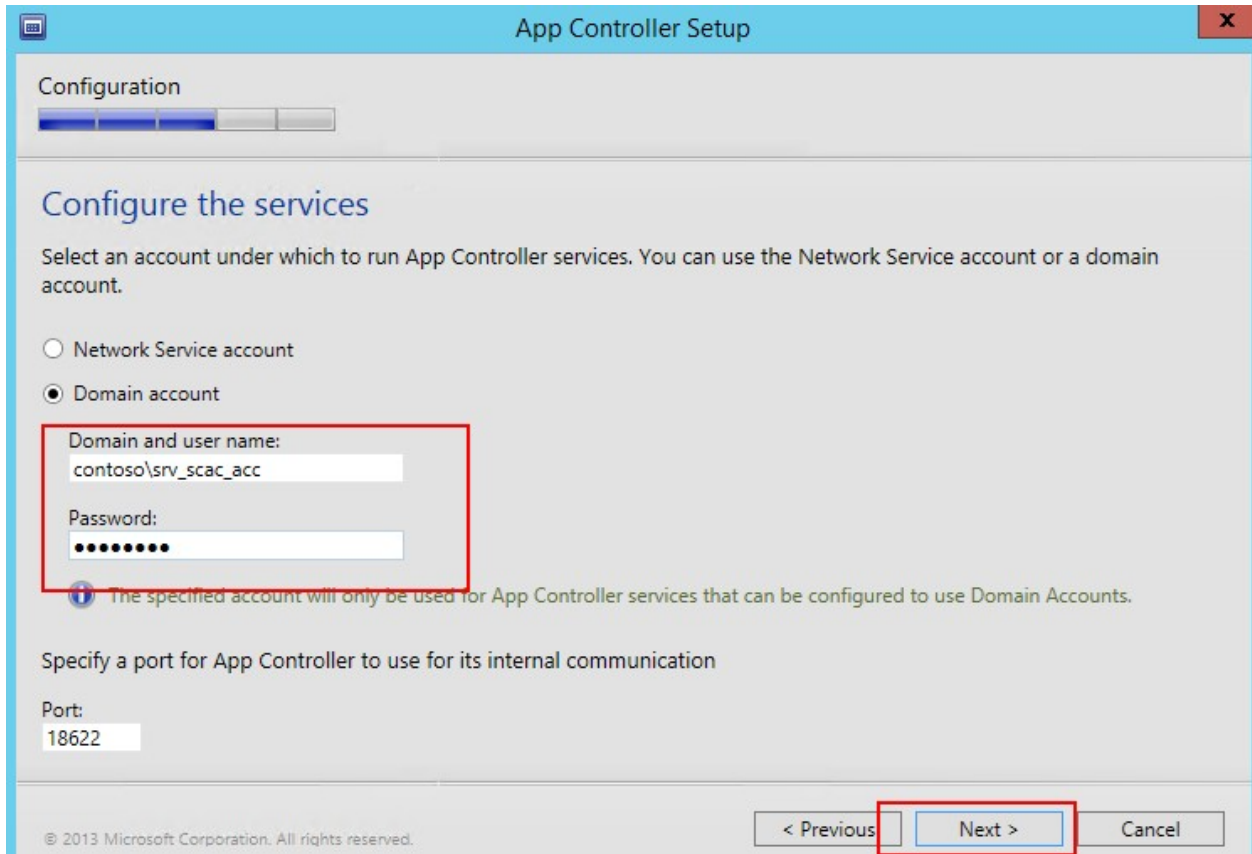 App Controller Setup
x
Configuration
Configure the services
Select an account under which to run App Controller services. You can use the Network Service account or a domain
account.
Network Service account
Domain account
Domain and user name:
contoso\srv_scac_acc
Password:
••••••••
The specified account will only be used for App Controller services that can be configured to use Domain Accounts.
Specify a port for App Controller to use for its internal communication
Port:
18622
© 2013 Microsoft Corporation. All rights reserved.
< Previous
Next >
Cancel